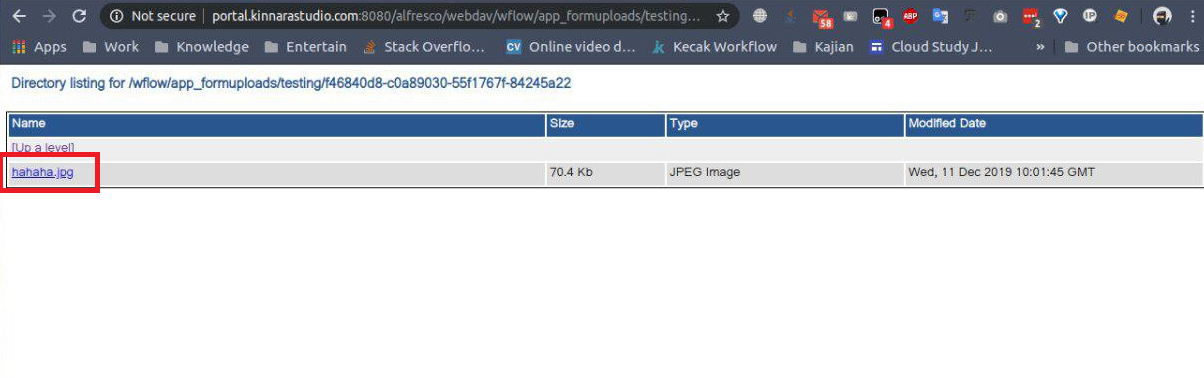 Not secure | portal.kinnarastudio.com:8080/alfresco/webdav/wflow/app_formuploads/testing...
58 4 ABP 2 IP
Apps Work Knowledge Entertain Stack Overflo... CV Online video d... Kecak Workflow Kajian Cloud Study J... » Other bookmarks
Directory listing for /wflow/app_formuploads/testing/f46840d8-c0a89030-55f1767f-84245a22
Name Size Type Modified Date
[Up a level]
hahaha.jpg 70.4 Kb JPEG Image Wed, 11 Dec 2019 10:01:45 GMT